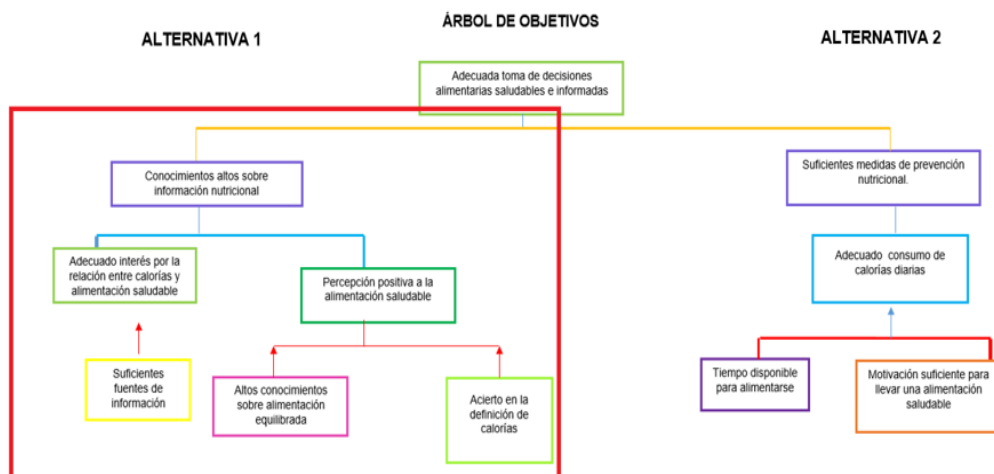 ÁRBOL DE OBJETIVOS
ALTERNATIVA 1
ALTERNATIVA 2
Adecuada toma de decisiones
alimentarias saludables e informadas
Conocimientos altos sobre
información nutricional
Suficientes medidas de prevención
nutricional.
Adecuado interés por la
relación entre calorías y
alimentación saludable
Percepción positiva a la
alimentación saludable
Adecuado consumo de
calorías diarias
Suficientes
fuentes de
información
Altos conocimientos
sobre alimentación
equilibrada
Acierto en la
definición de
calorías
Tiempo disponible
para alimentarse
Motivación suficiente para
llevar una alimentación
saludable